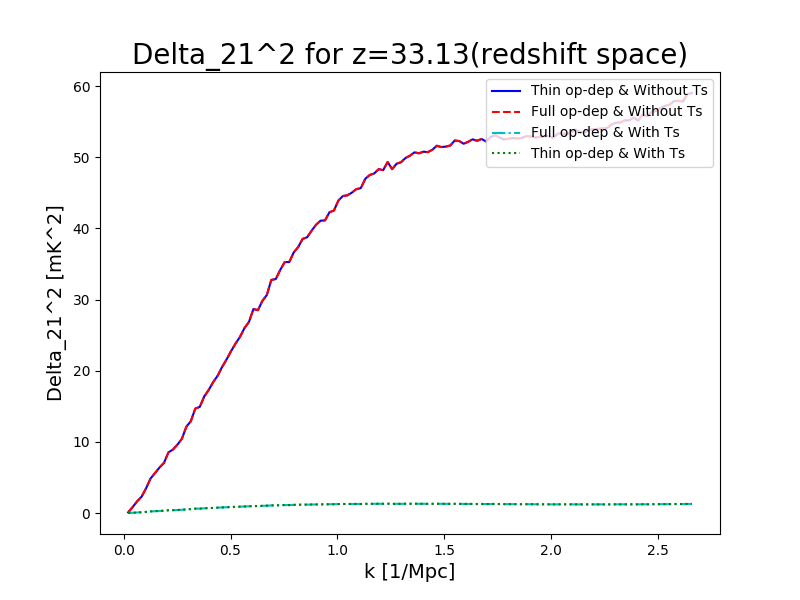 Delta_21^2 for z=33.13(redshift space)
Thin op-dep & Without Ts
Full op-dep & Without Ts
Full op-dep & With Ts
Thin op-dep & With Ts
60
50
40
30
20
10
0
Delta_21^2 [mK^2]
0.0
0.5
1.0
1.5
2.0
2.5
k [1/Mpc]